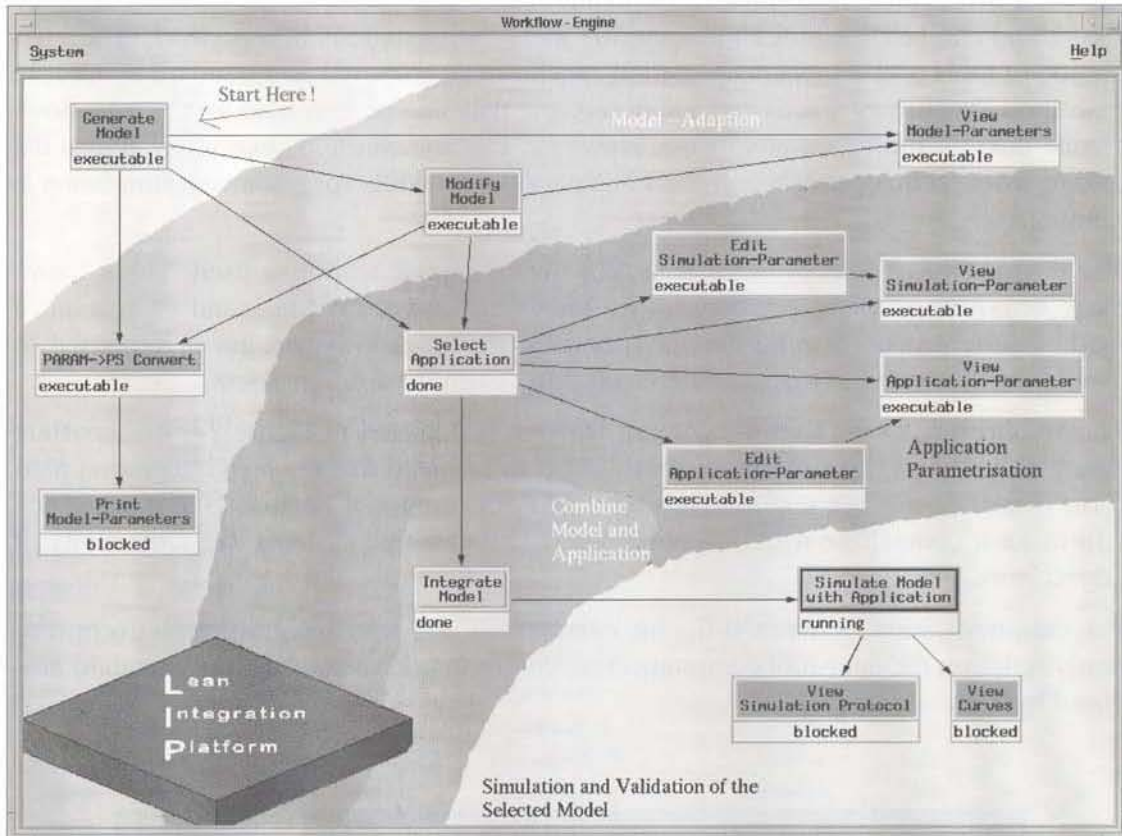 Workflow - Engine
System
Help
Start Here !
Generate
Model
executable
Model - Adaption
View
Model-Parameters
executable
Modify
Model
executable
Edit
Simulation-Parameter
executable
View
Simulation-Parameter
executable
PARAM->PS Convert
executable
Select
Application
done
View
Application-Parameter
executable
Application
Parametrisation
Edit
Application-Parameter
executable
Print
Model-Parameters
blocked
Combine
Model and
Application
Integrate
Model
done
Simulate Model
with Application
running
View
Simulation Protocol
blocked
View
Curves
blocked
Lean
Integration
Platform
Simulation and Validation of the
Selected Model